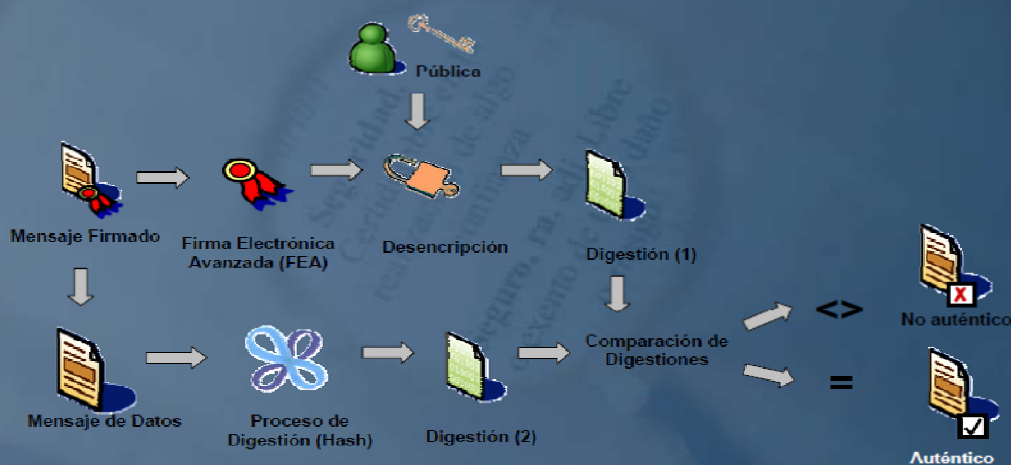 Pública
Mensaje Firmado
Firma Electrónica
Avanzada (FEA)
Desencripción
Digestión (1)
<>
No auténtico
Comparación de
Digestiones
=
Mensaje de Datos
Proceso de
Digestión (Hash)
Digestión (2)
Auténtico